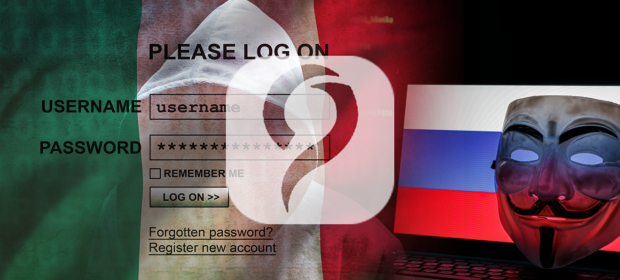 PLEASE LOG ON
USERNAME username
PASSWORD ***************
REMEMBER ME
LOG ON >>
Forgotten password?
Register new account